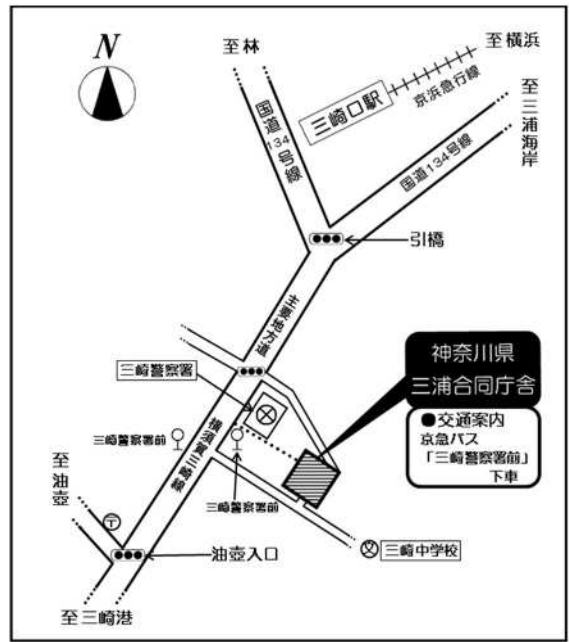 N
至林
至横浜
三崎口駅
京浜急行線
至三浦海岸
国道134号線
国道134号線
引橋
主要地方道
神奈川県
三浦合同庁舎
三崎警察署
●交通案内
京急バス
「三崎警察署前」
下車
三崎警察署前
横須賀三崎線
三崎警察署前
至油壺
〒
油壺入口
文
三崎中学校
至三崎港